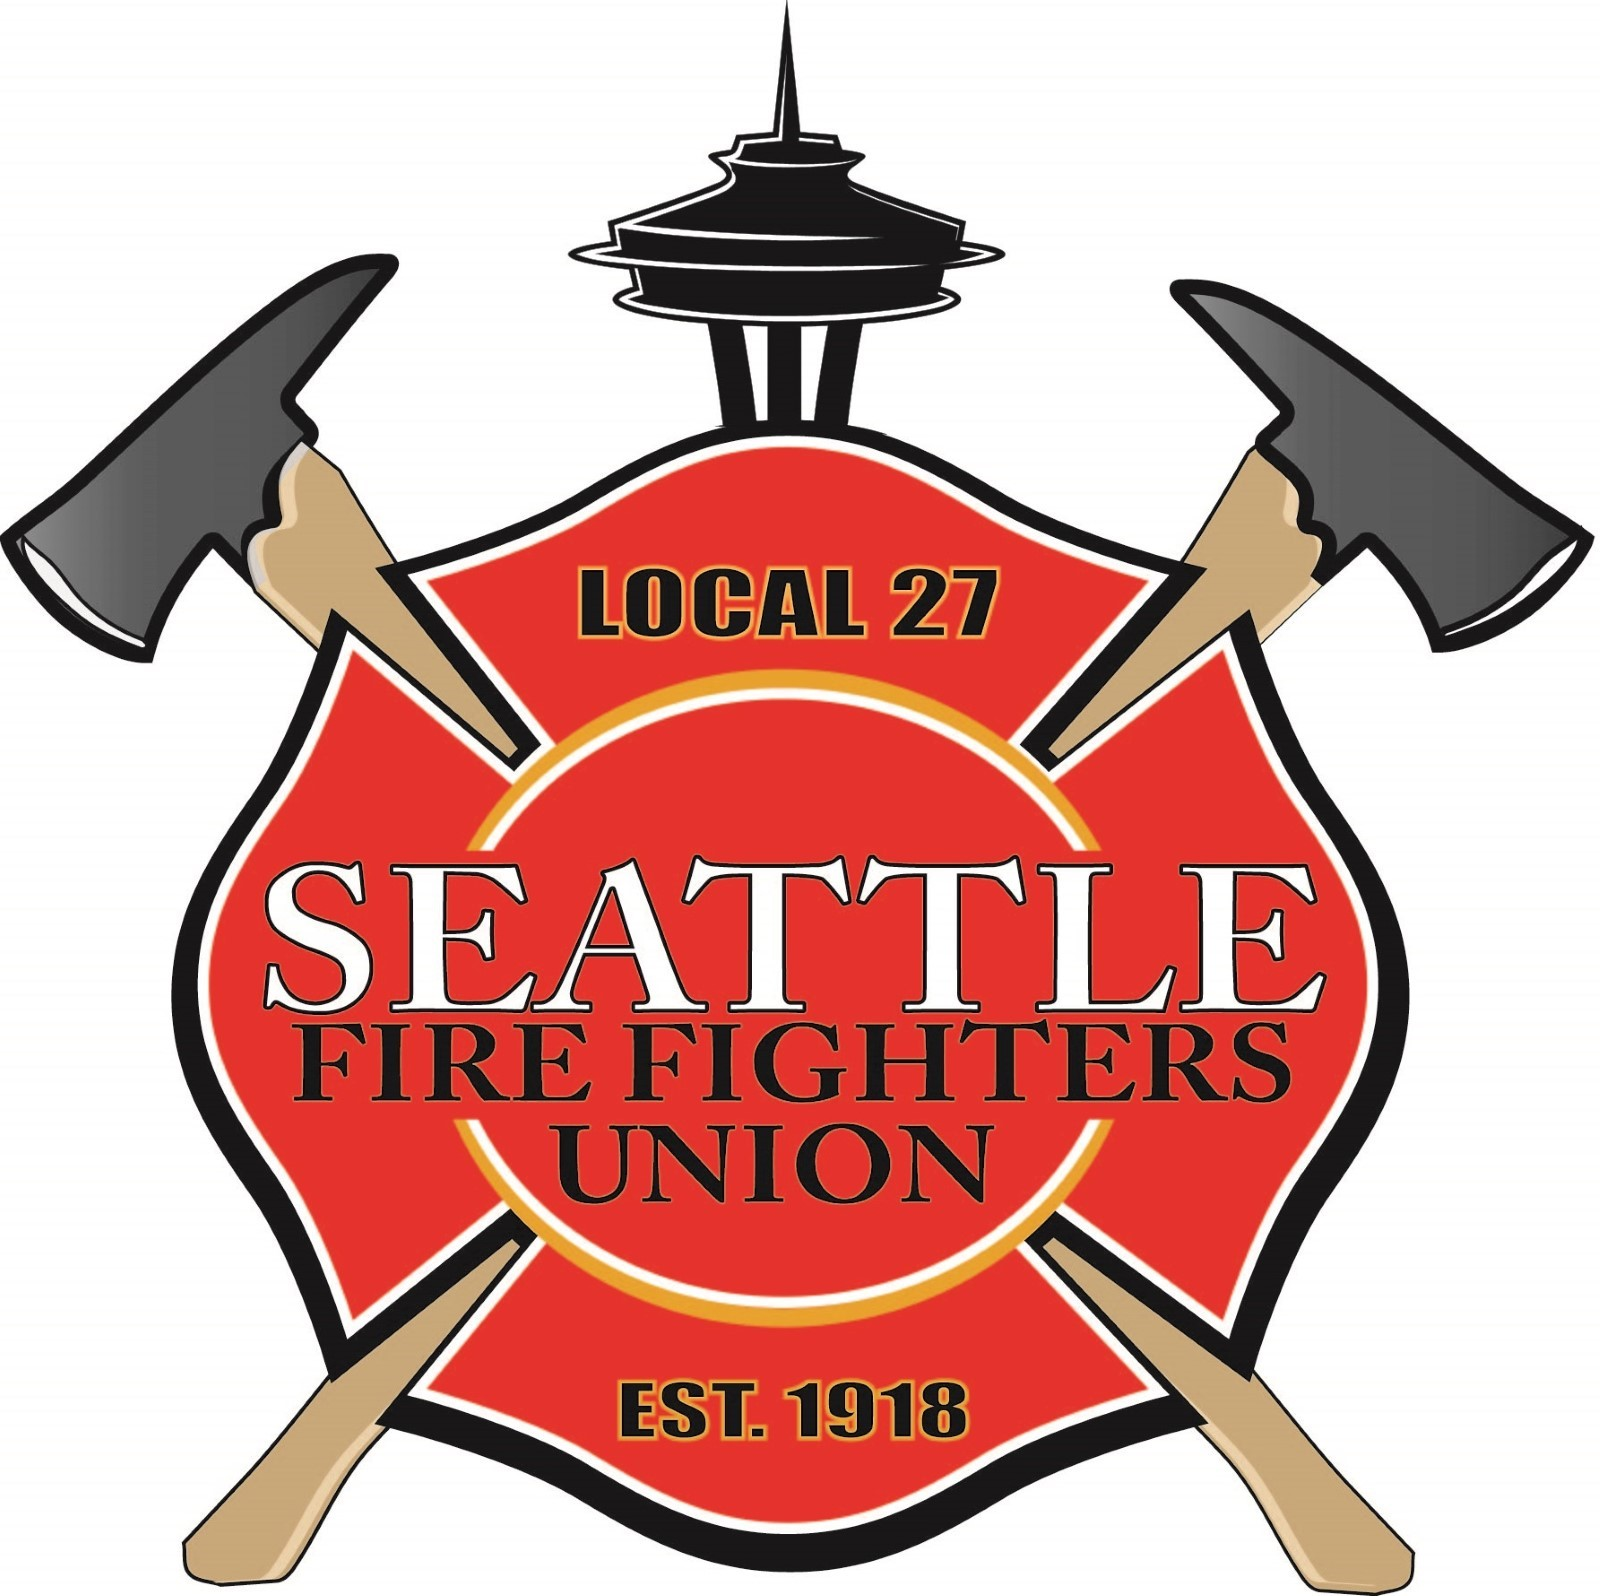 LOCAL 27
SEATTLE
FIRE FIGHTERS
UNION
EST. 1918